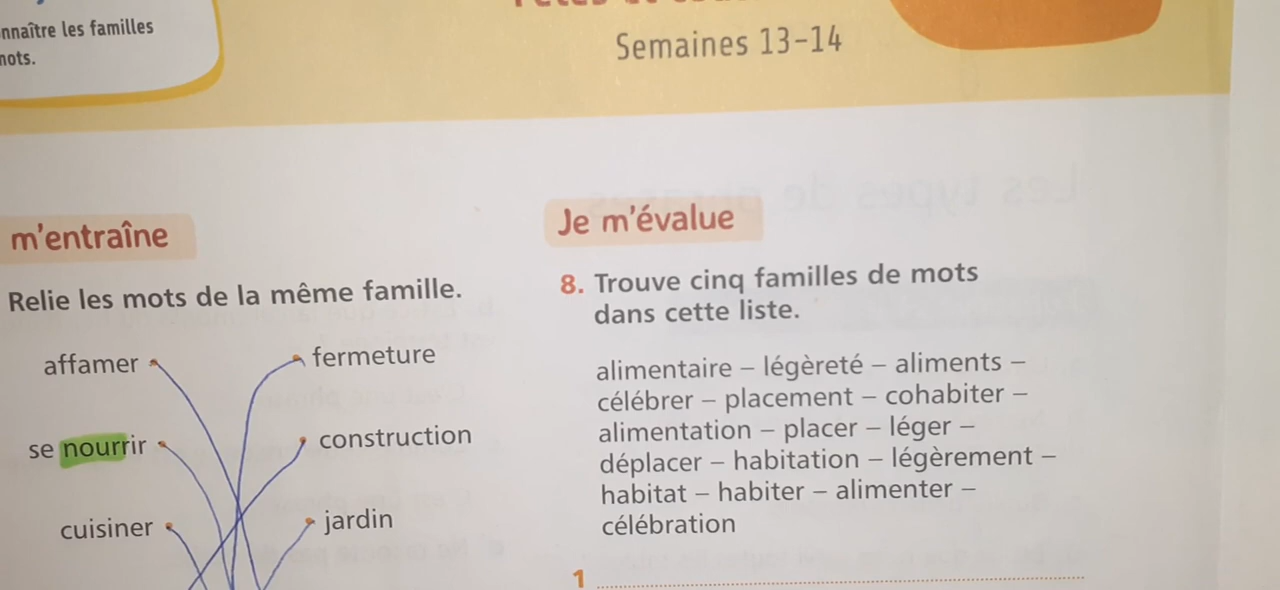 nnaître les familles
mots.
Semaines 13-14
m'entraîne
Relie les mots de la même famille.
affamer
fermeture
se nourrir
construction
cuisiner
jardin
Je m'évalue
8. Trouve cinq familles de mots
dans cette liste.
alimentaire – légèreté – aliments –
célébrer – placement – cohabiter –
alimentation – placer – léger –
déplacer – habitation – légèrement –
habitat – habiter – alimenter –
célébration
1